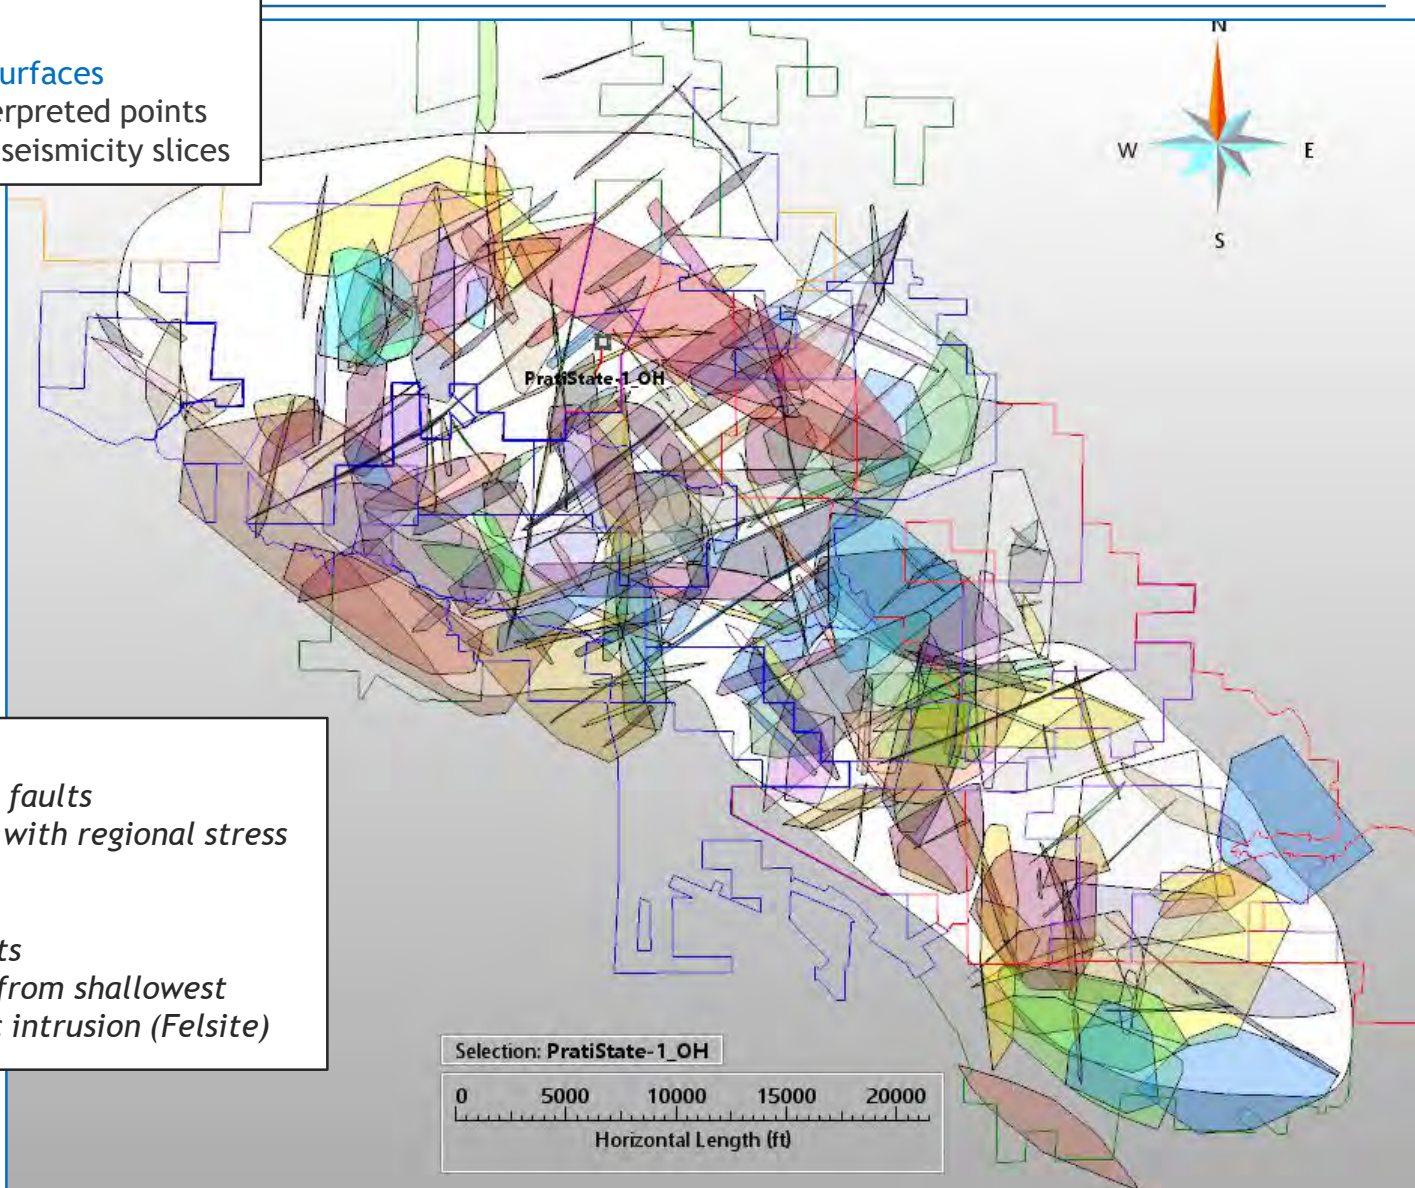 urfaces
erpreted points
seismicity slices
N
W
E
S
PratiState-1_OH
faults
with regional stress
ts
from shallowest
t intrusion (Felsite)
Selection: PratiState-1_OH
0 5000 10000 15000 20000
Horizontal Length (ft)